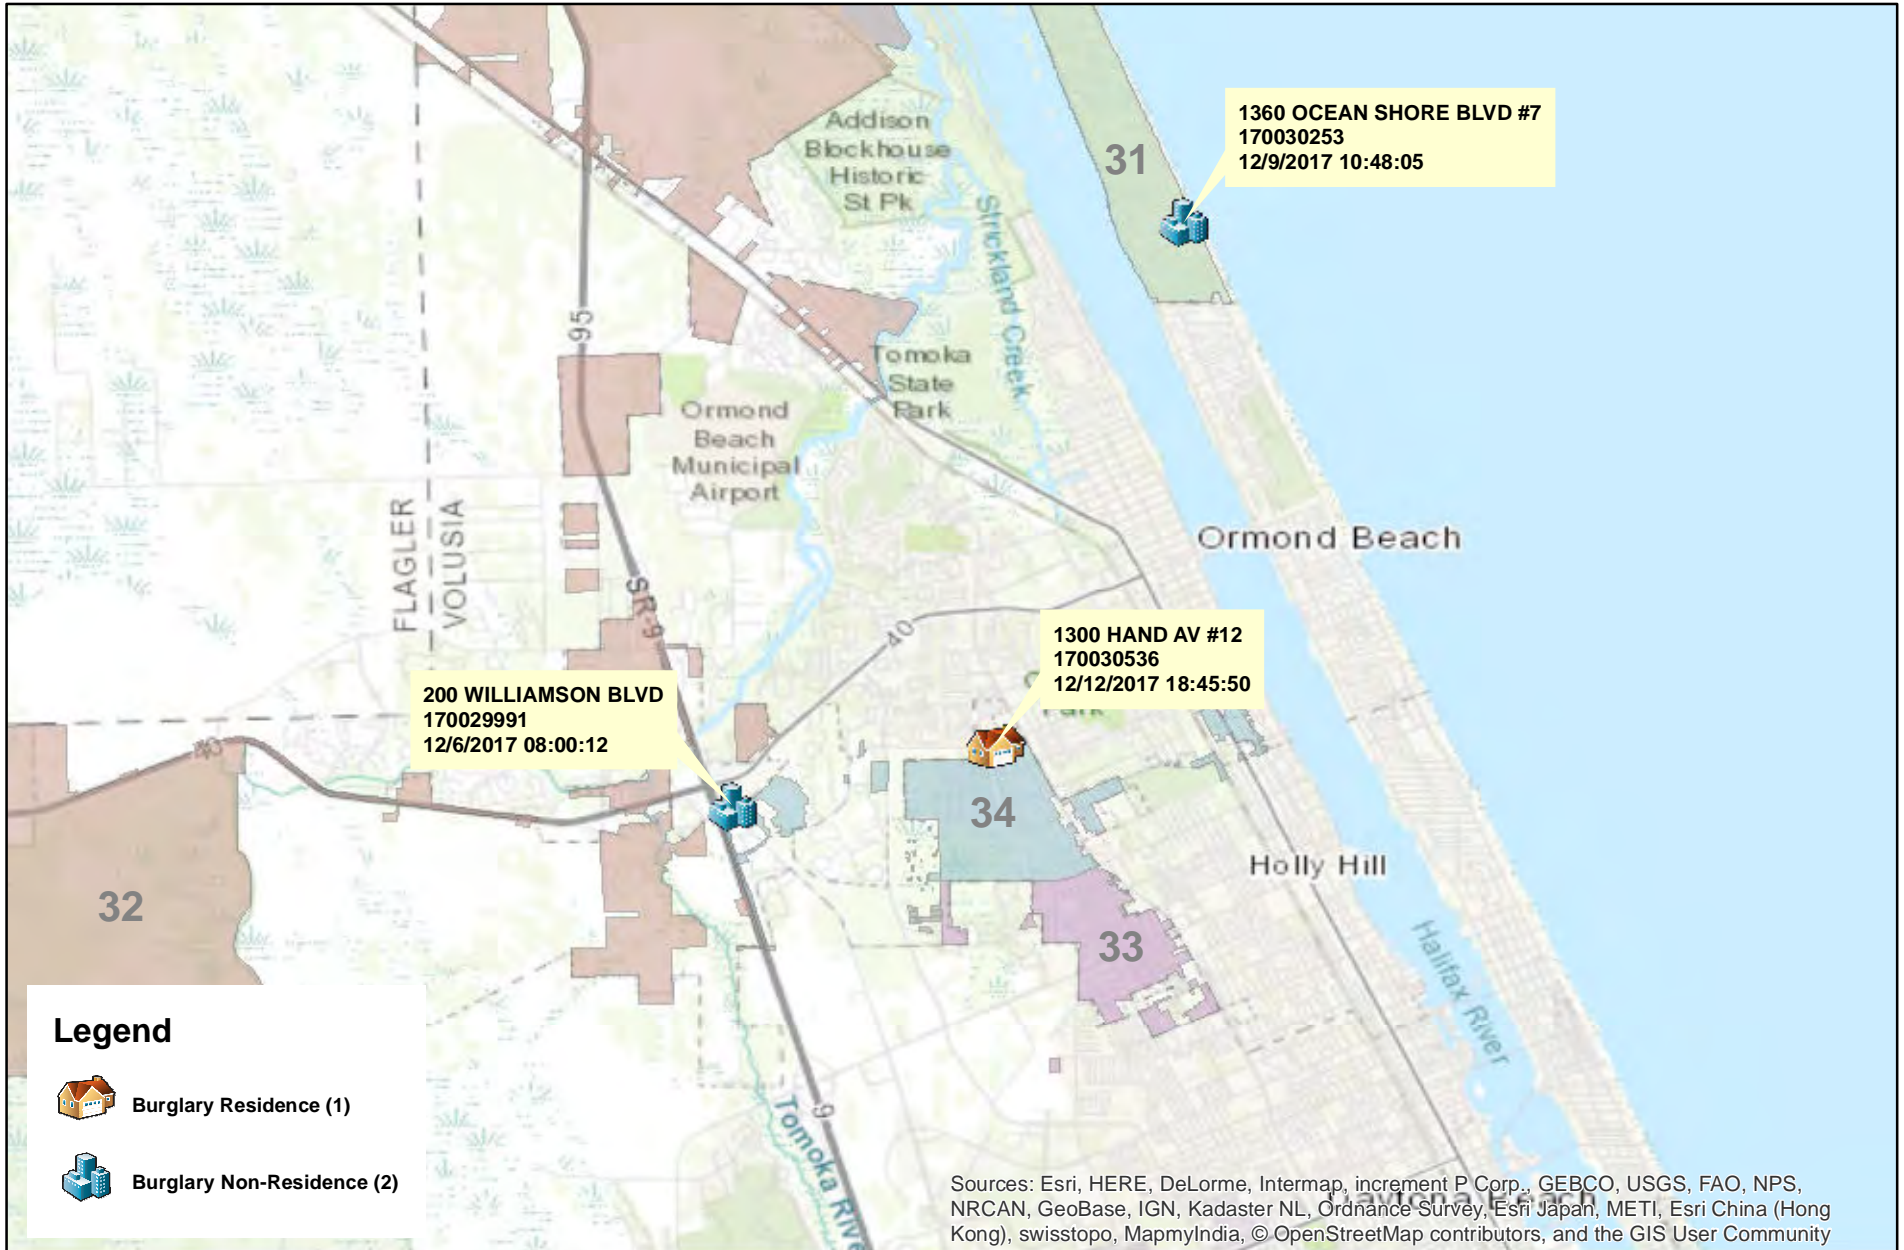 Addison
Blockhouse
Historic
St Pk
Strickland Creek
31
1360 OCEAN SHORE BLVD #7
170030253
12/9/2017 10:48:05
95
Tomoka
State
Park
Ormond
Beach
Municipal
Airport
FLAGLER
VOLUSIA
Ormond Beach
SR-9
40
1300 HAND AV #12
170030536
12/12/2017 18:45:50
Park
200 WILLIAMSON BLVD
170029991
12/6/2017 08:00:12
40
34
Holly Hill
32
33
Halifax River
Legend
Burglary Residence (1)
Burglary Non-Residence (2)
9
Tomoka River
Daytona Beach
Sources: Esri, HERE, DeLorme, Intermap, increment P Corp., GEBCO, USGS, FAO, NPS,
NRCAN, GeoBase, IGN, Kadaster NL, Ordnance Survey, Esri Japan, METI, Esri China (Hong
Kong), swisstopo, MapmyIndia, © OpenStreetMap contributors, and the GIS User Community